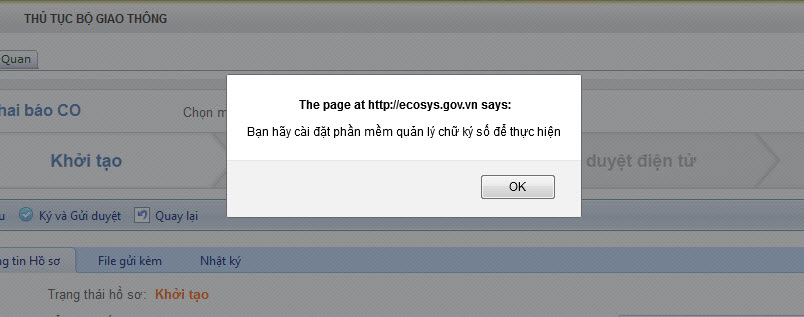 THỦ TỤC BỘ GIAO THÔNG
Quan
hai báo CO
Chọn m
The page at http://ecosys.gov.vn says:
Bạn hãy cài đặt phần mềm quản lý chữ ký số để thực hiện
OK
Khởi tạo
duyệt điện tử
u Ký và Gửi duyệt Quay lại
ng tin Hồ sơ File gửi kèm Nhật ký
Trạng thái hồ sơ: Khởi tạo